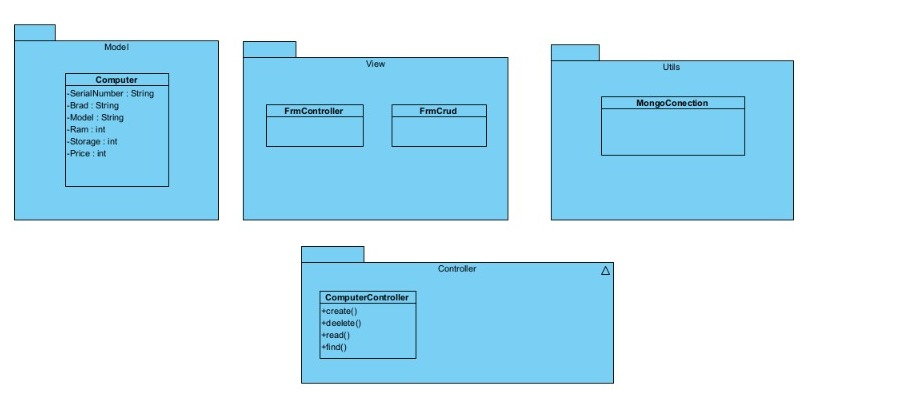 Model
Computer
-SerialNumber : String
-Brad : String
-Model : String
-Ram : int
-Storage : int
-Price : int
View
FrmController
FrmCrud
Utils
MongoConection
Controller
ComputerController
+create()
+deelete()
+read()
+find()